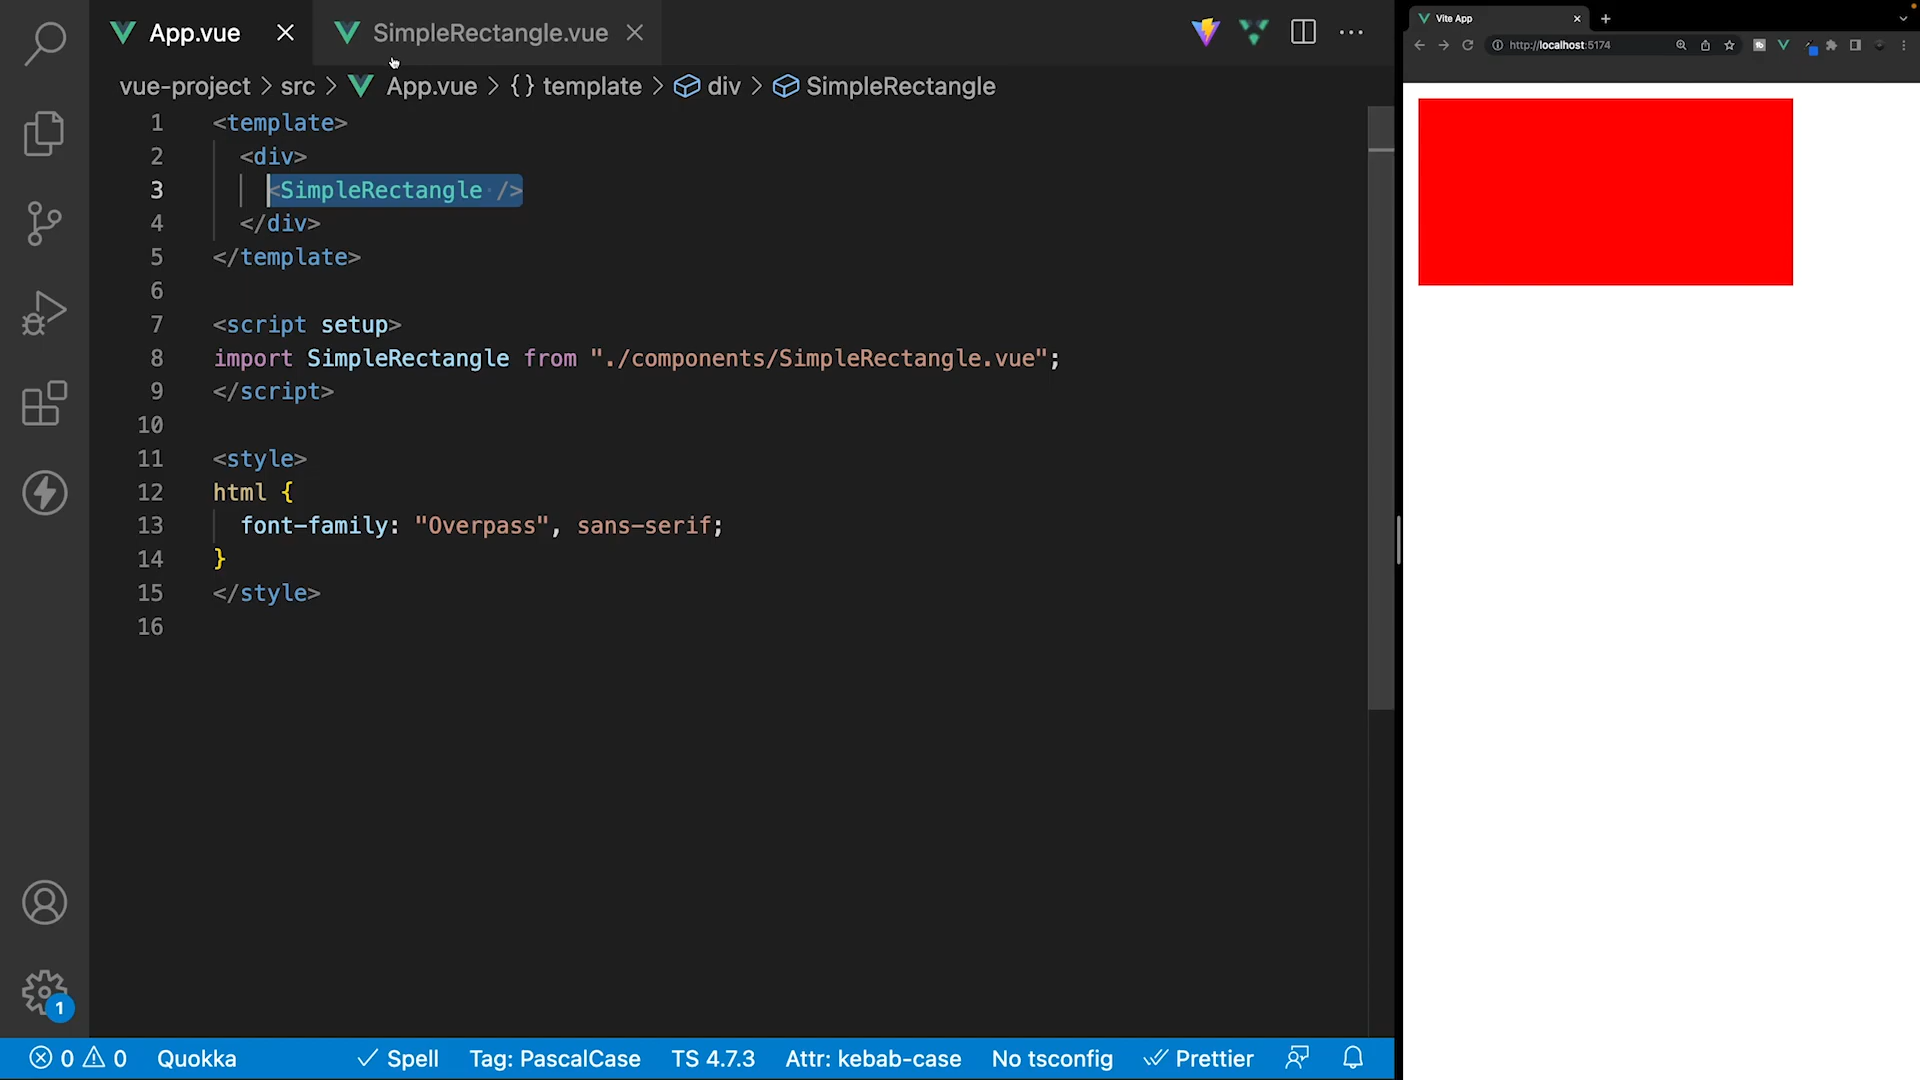 App.vue
SimpleRectangle.vue
vue-project > src > App.vue > {} template > div > SimpleRectangle
1 <template>
2 <div>
3 <SimpleRectangle />
4 </div>
5 </template>
6
7 <script setup>
8 import SimpleRectangle from "./components/SimpleRectangle.vue";
9 </script>
10
11 <style>
12 html {
13 font-family: "Overpass", sans-serif;
14 }
15 </style>
16
1
0 0 Quokka Spell Tag: PascalCase TS 4.7.3 Attr: kebab-case No tsconfig Prettier
Vite App
http://localhost:5174